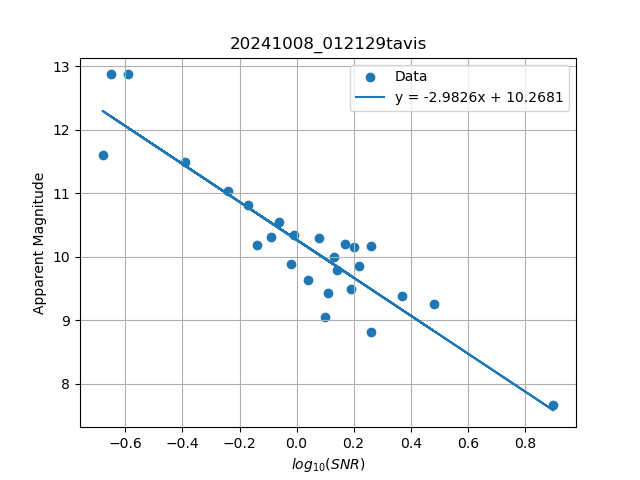 20241008_012129tavis
Data
y = -2.9826x + 10.2681
Apparent Magnitude
13
12
11
10
9
8
−0.6 −0.4 −0.2 0.0 0.2 0.4 0.6 0.8
log₁₀(SNR)